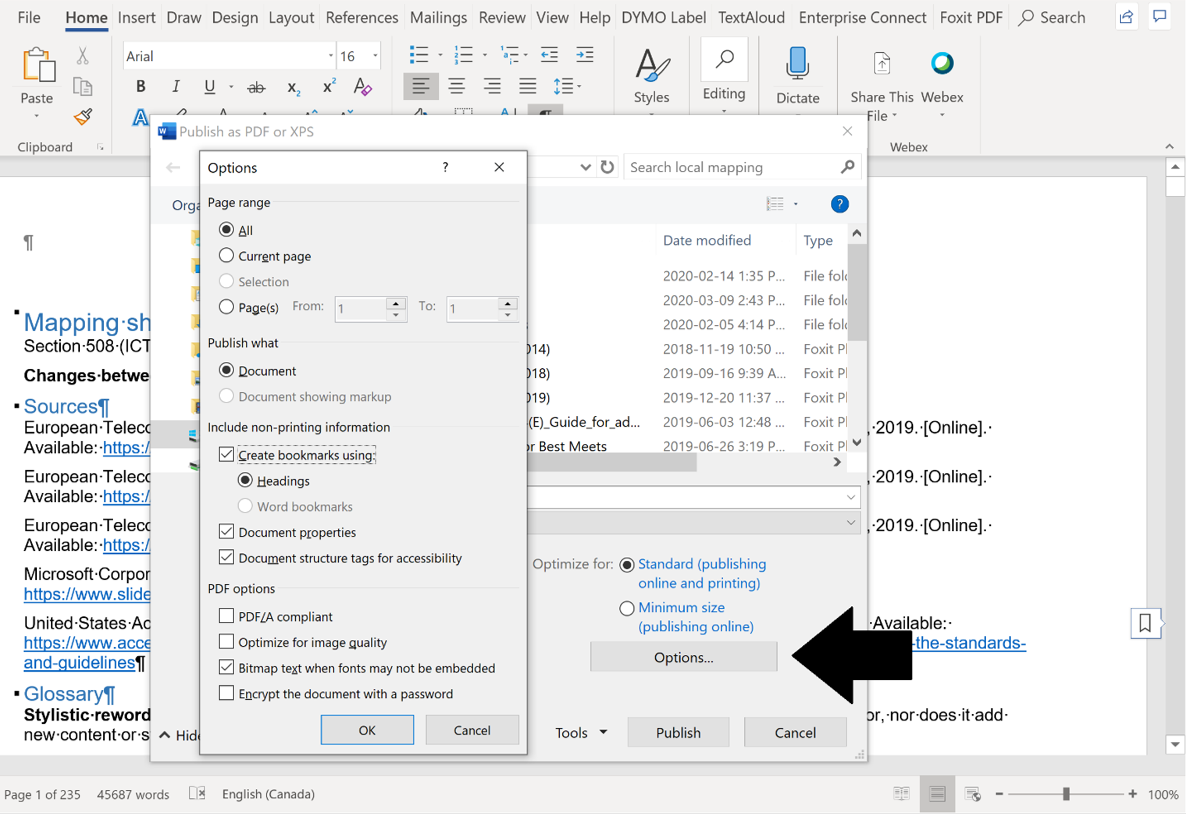 File Home Insert Draw Design Layout References Mailings Review View Help DYMO Label TextAloud Enterprise Connect Foxit PDF Search
Arial 16
B I U ab x₂ x² A
Paste Styles Editing Dictate Share This File Webex
Clipboard Webex
Publish as PDF or XPS
Search local mapping
Orga
Date modified Type
2020-02-14 1:35 P... File fol
2020-03-09 2:43 P... File fol
2020-02-05 4:14 P... File fol
014) 2018-11-19 10:50 ... Foxit P
018) 2019-09-16 9:39 A... Foxit P
019) 2019-12-20 11:37 ... Foxit P
(E)_Guide_for_ad... 2019-06-03 12:48 ... Foxit P
or Best Meets 2019-06-26 3:19 P... Foxit P
Optimize for: Standard (publishing
online and printing)
Minimum size
(publishing online)
Options...
Hide
Tools Publish Cancel
Options ?
Page range
All
Current page
Selection
Page(s) From: 1 To: 1
Publish what
Document
Document showing markup
Include non-printing information
Create bookmarks using:
Headings
Word bookmarks
Document properties
Document structure tags for accessibility
PDF options
PDF/A compliant
Optimize for image quality
Bitmap text when fonts may not be embedded
Encrypt the document with a password
OK Cancel
¶
Mapping·sh
Section·508·(ICT
Changes·betwe
Sources¶
European·Teleco , 2019.·[Online].·
Available:·https:/
European·Teleco , 2019.·[Online].·
Available:·https:/
European·Teleco , 2019.·[Online].·
Available:·https:/
Microsoft·Corpor
https://www.slide
United·States·Ac Available:·
https://www.acce -the-standards-
and-guidelines¶
Glossary¶
Stylistic·reword or,·nor·does·it·add·
new·content·or·s
Page 1 of 235 45687 words English (Canada) 100%